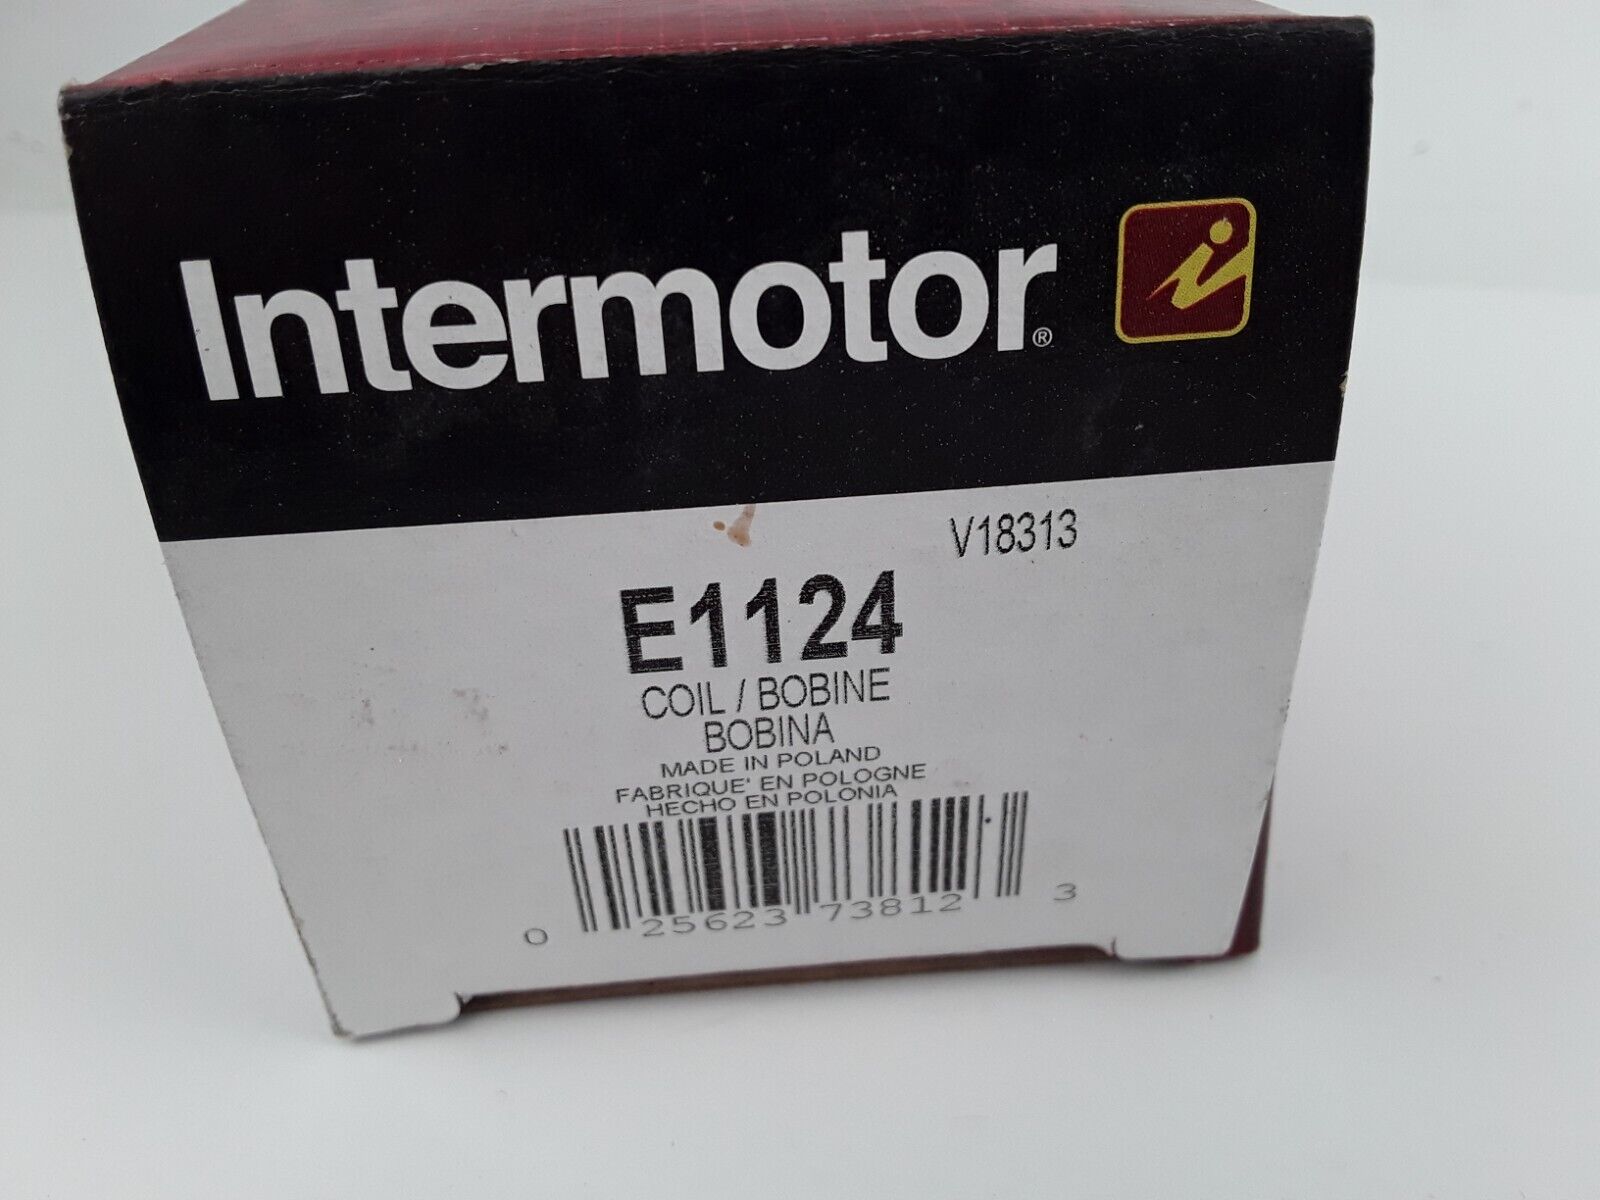 Intermotor®
V18313
E1124
COIL / BOBINE
BOBINA
MADE IN POLAND
FABRIQUE' EN POLOGNE
HECHO EN POLONIA
0 25623 73812 3